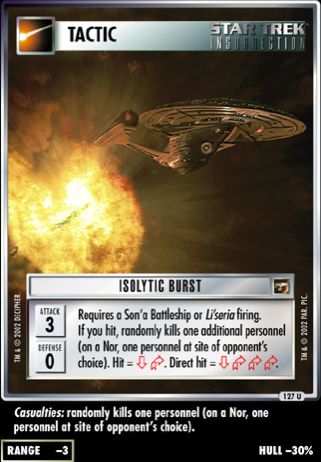 TACTIC
STAR TREK
INSURRECTION
TM & © 2002 DECIPHER.
TM & © 2002 PAR. PIC.
ISOLYTIC BURST
ATTACK
3
DEFENSE
0
Requires a Son'a Battleship or Li'seria firing.
If you hit, randomly kills one additional personnel
(on a Nor, one personnel at site of opponent's
choice). Hit = . Direct hit = .
127 U
Casualties: randomly kills one personnel (on a Nor, one
personnel at site of opponent's choice).
RANGE -3
HULL -30%